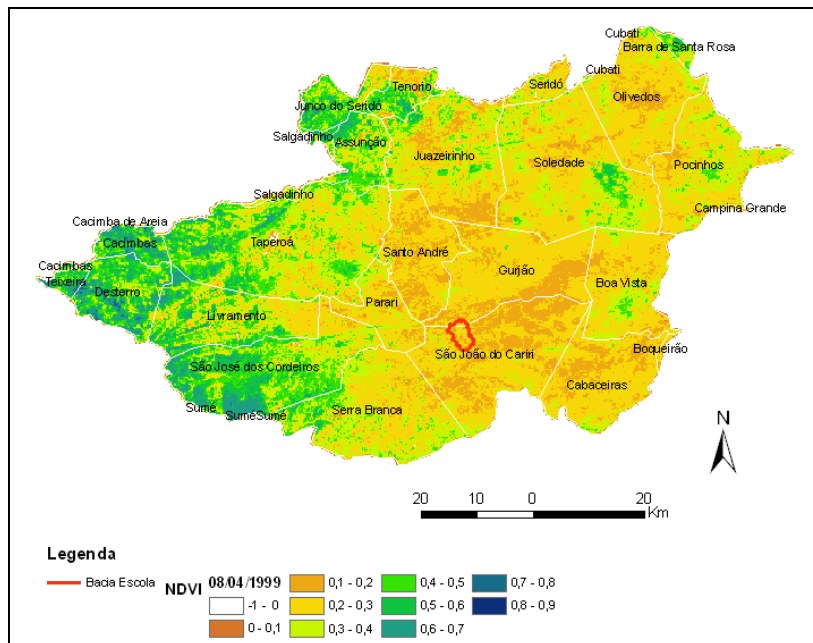 Cubati
Barra de Santa Rosa
Cubati
Seridó
Tenorio
Olivedos
Junco do Seridó
Salgadinho
Assunção
Juazeirinho
Soledade
Pocinhos
Salgadinho
Campina Grande
Cacimba de Areia
Cacimbas
Taperoá
Santo André
Gurjão
Cacimbas
Teixeira
Desterro
Boa Vista
Livramento
Parari
São João do Cariri
Boqueirão
São José dos Cordeiros
Cabaceiras
Sumé
SuméSumé
Serra Branca
N
20 10 0 20
Km
Legenda
Bacia Escola
NDVI
08/04/1999
-1 - 0
0 - 0,1
0,1 - 0,2
0,2 - 0,3
0,3 - 0,4
0,4 - 0,5
0,5 - 0,6
0,6 - 0,7
0,7 - 0,8
0,8 - 0,9